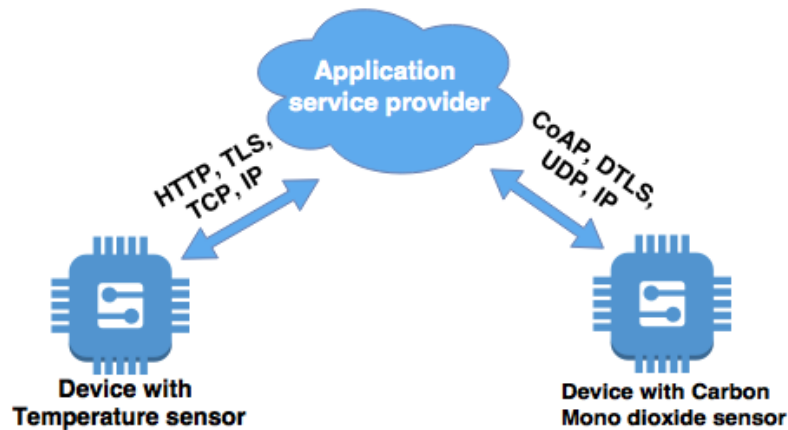 Application
service provider
HTTP, TLS,
TCP, IP
CoAP, DTLS,
UDP, IP
Device with
Temperature sensor
Device with Carbon
Mono dioxide sensor